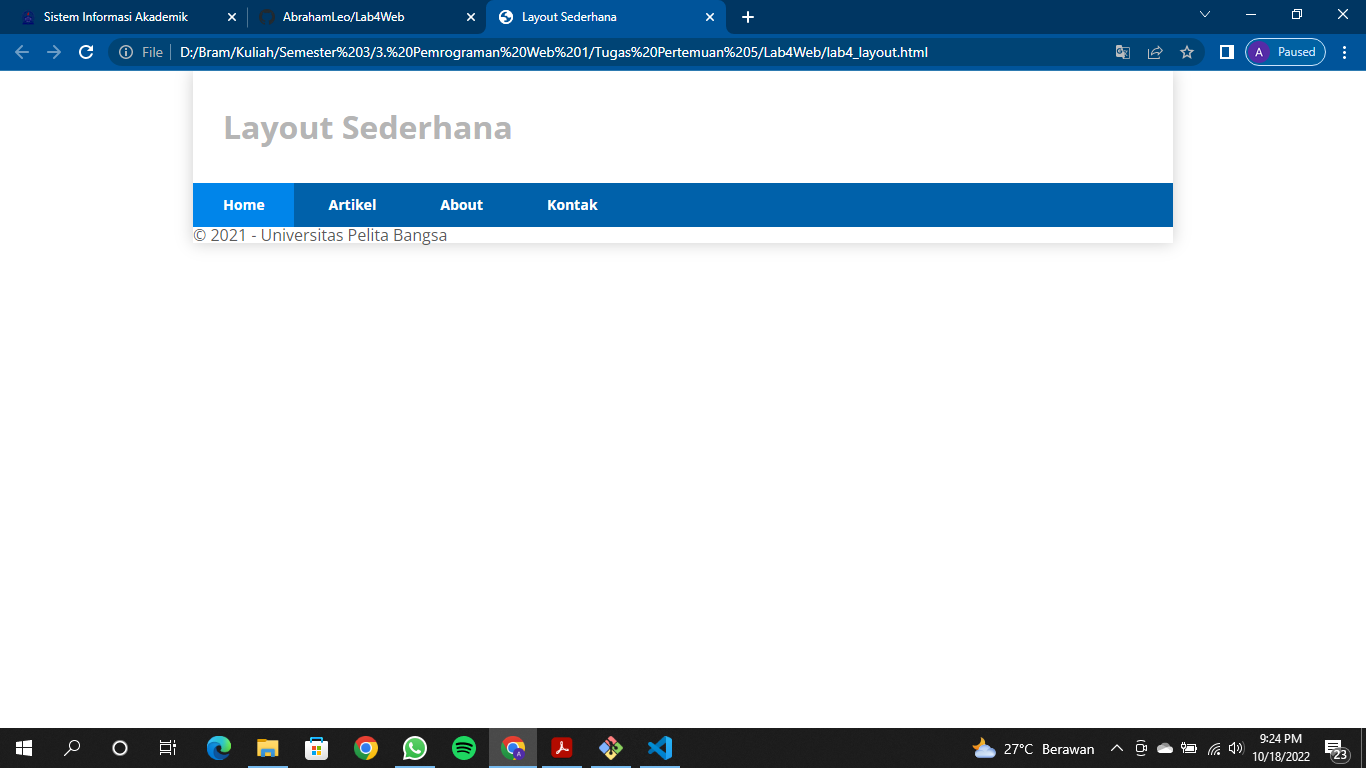 Sistem Informasi Akademik
AbrahamLeo/Lab4Web
Layout Sederhana
File
D:/Bram/Kuliah/Semester%203/3.%20Pemrograman%20Web%201/Tugas%20Pertemuan%205/Lab4Web/lab4_layout.html
A Paused
Layout Sederhana
Home Artikel About Kontak
© 2021 - Universitas Pelita Bangsa
27°C Berawan
9:24 PM
10/18/2022
23